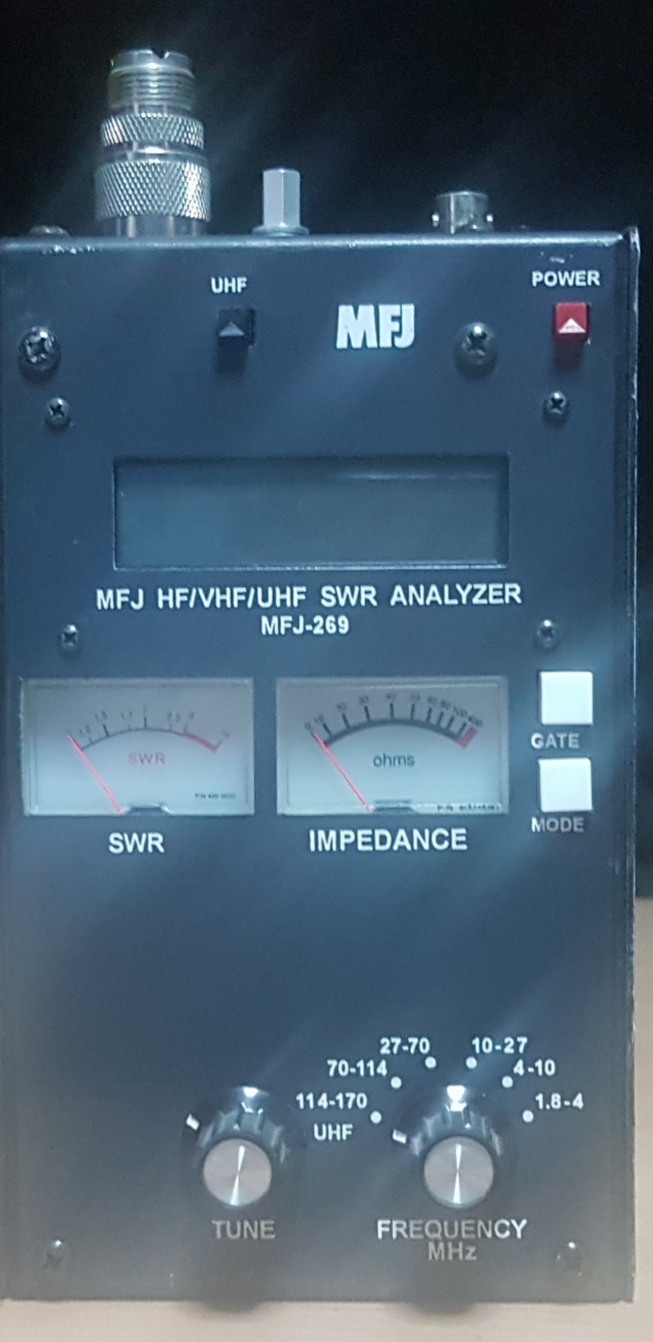 UHF
POWER
MFJ
MFJ HF/VHF/UHF SWR ANALYZER
MFJ-269
SWR
ohms
GATE
MODE
SWR
IMPEDANCE
27-70
10-27
70-114
4-10
114-170
1.8-4
UHF
TUNE
FREQUENCY
MHz